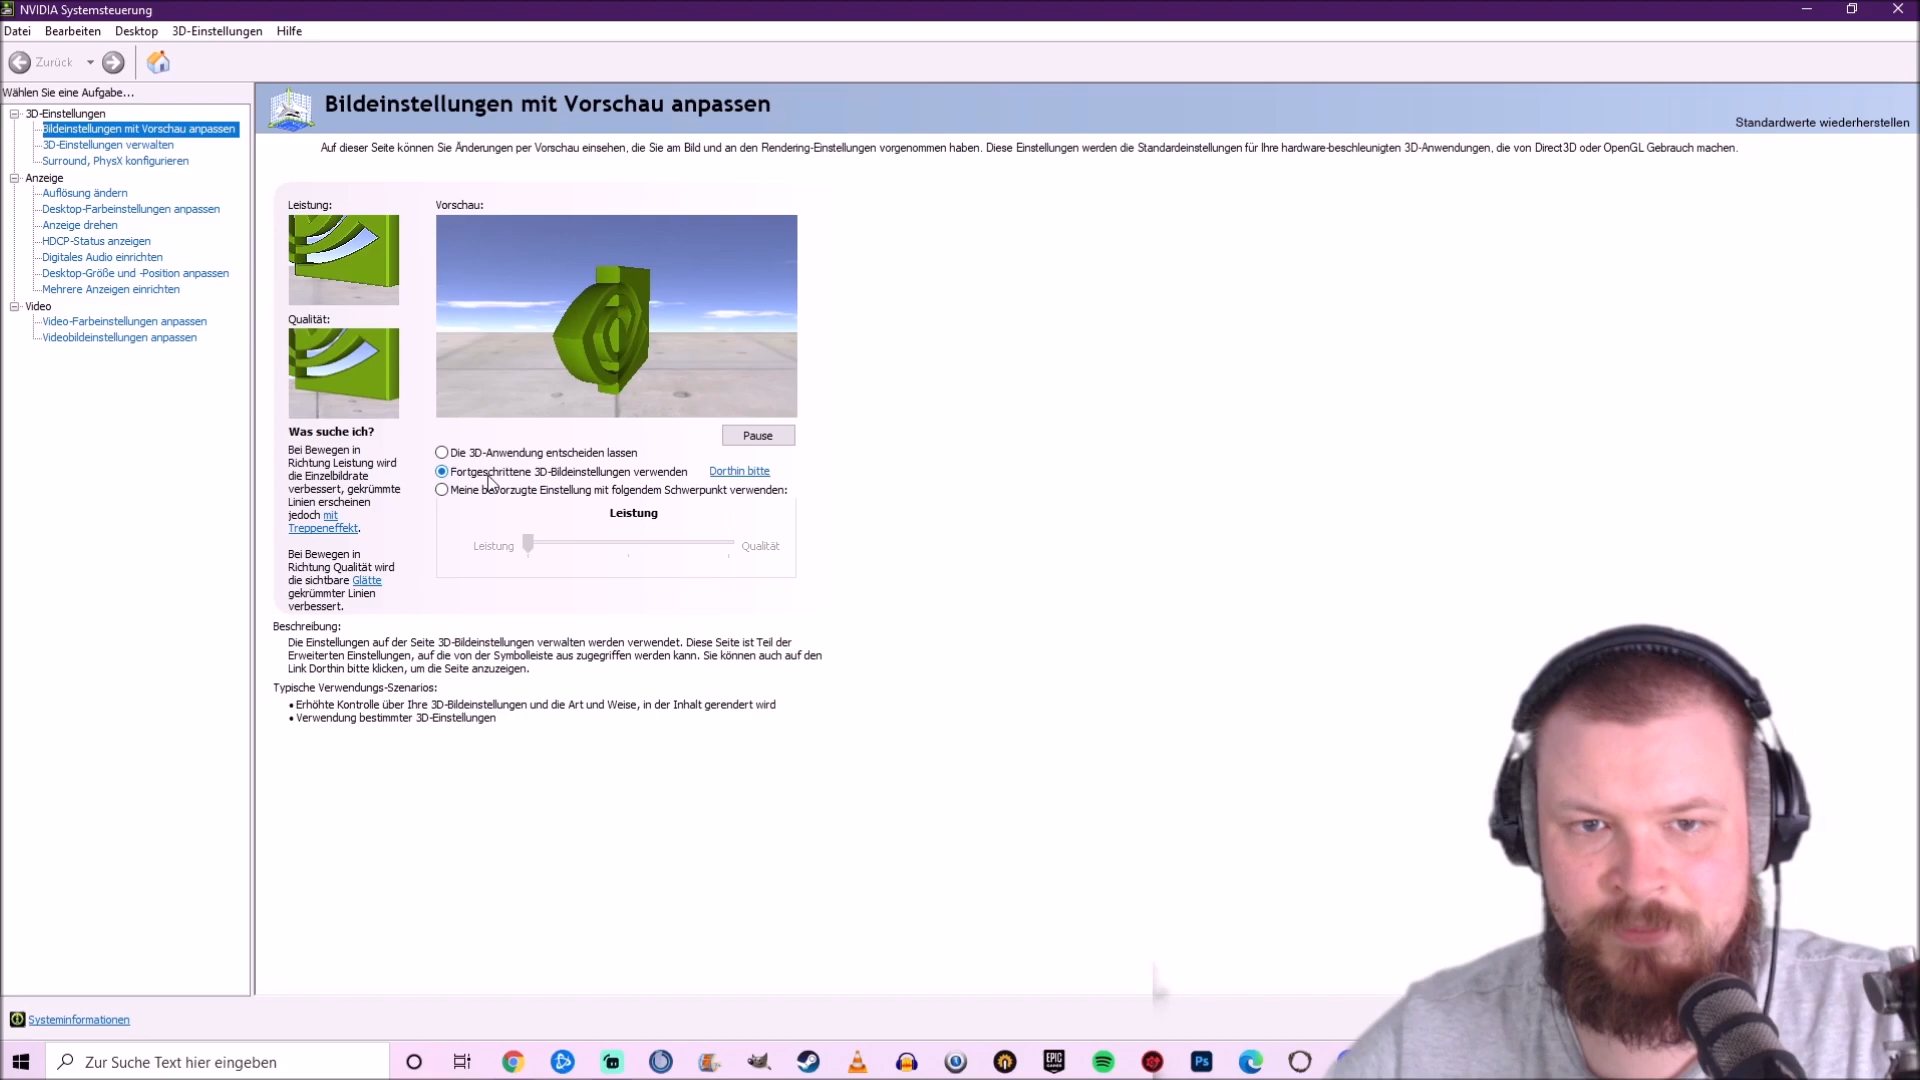 NVIDIA Systemsteuerung
Datei Bearbeiten Desktop 3D-Einstellungen Hilfe
Zurück
Wählen Sie eine Aufgabe...
3D-Einstellungen
Bildeinstellungen mit Vorschau anpassen
3D-Einstellungen verwalten
Surround, PhysX konfigurieren
Anzeige
Auflösung ändern
Desktop-Farbeinstellungen anpassen
Anzeige drehen
HDCP-Status anzeigen
Digitales Audio einrichten
Desktop-Größe und -Position anpassen
Mehrere Anzeigen einrichten
Video
Video-Farbeinstellungen anpassen
Videobildeinstellungen anpassen
Systeminformationen
Bildeinstellungen mit Vorschau anpassen
Standardwerte wiederherstellen
Auf dieser Seite können Sie Änderungen per Vorschau einsehen, die Sie am Bild und an den Rendering-Einstellungen vorgenommen haben. Diese Einstellungen werden die Standardeinstellungen für Ihre hardware-beschleunigten 3D-Anwendungen, die von Direct3D oder OpenGL Gebrauch machen.
Leistung:
Qualität:
Was suche ich?
Bei Bewegen in
Richtung Leistung wird
die Einzelbildrate
verbessert, gekrümmte
Linien erscheinen
jedoch mit
Treppeneffekt.
Bei Bewegen in
Richtung Qualität wird
die sichtbare Glätte
gekrümmter Linien
verbessert.
Vorschau:
Pause
Die 3D-Anwendung entscheiden lassen
Fortgeschrittene 3D-Bildeinstellungen verwenden Dorthin bitte
Meine bevorzugte Einstellung mit folgendem Schwerpunkt verwenden:
Leistung
Leistung Qualität
Beschreibung:
Die Einstellungen auf der Seite 3D-Bildeinstellungen verwalten werden verwendet. Diese Seite ist Teil der
Erweiterten Einstellungen, auf die von der Symbolleiste aus zugegriffen werden kann. Sie können auch auf den
Link Dorthin bitte klicken, um die Seite anzuzeigen.
Typische Verwendungs-Szenarios:
• Erhöhte Kontrolle über Ihre 3D-Bildeinstellungen und die Art und Weise, in der Inhalt gerendert wird
• Verwendung bestimmter 3D-Einstellungen
Zur Suche Text hier eingeben
EPIC
GAMES
Ps